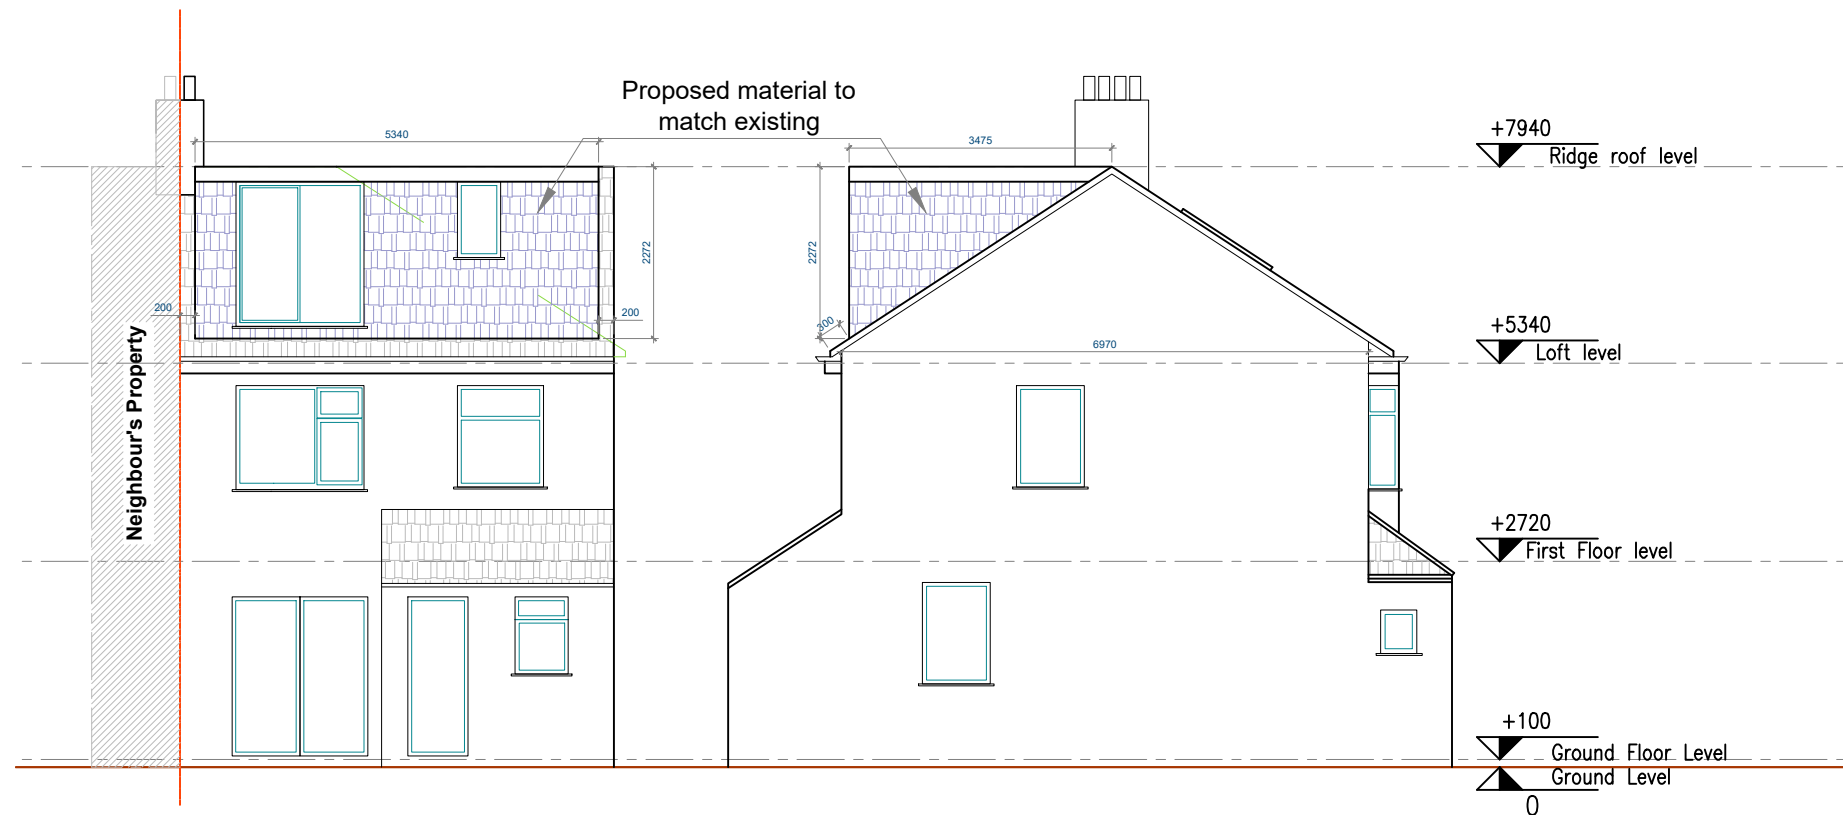 Proposed material to
match existing
5340
3475
+7940
Ridge roof level
2272
2272
200
200
300
6970
+5340
Loft level
Neighbour's Property
+2720
First Floor level
+100
Ground Floor Level
Ground Level
0